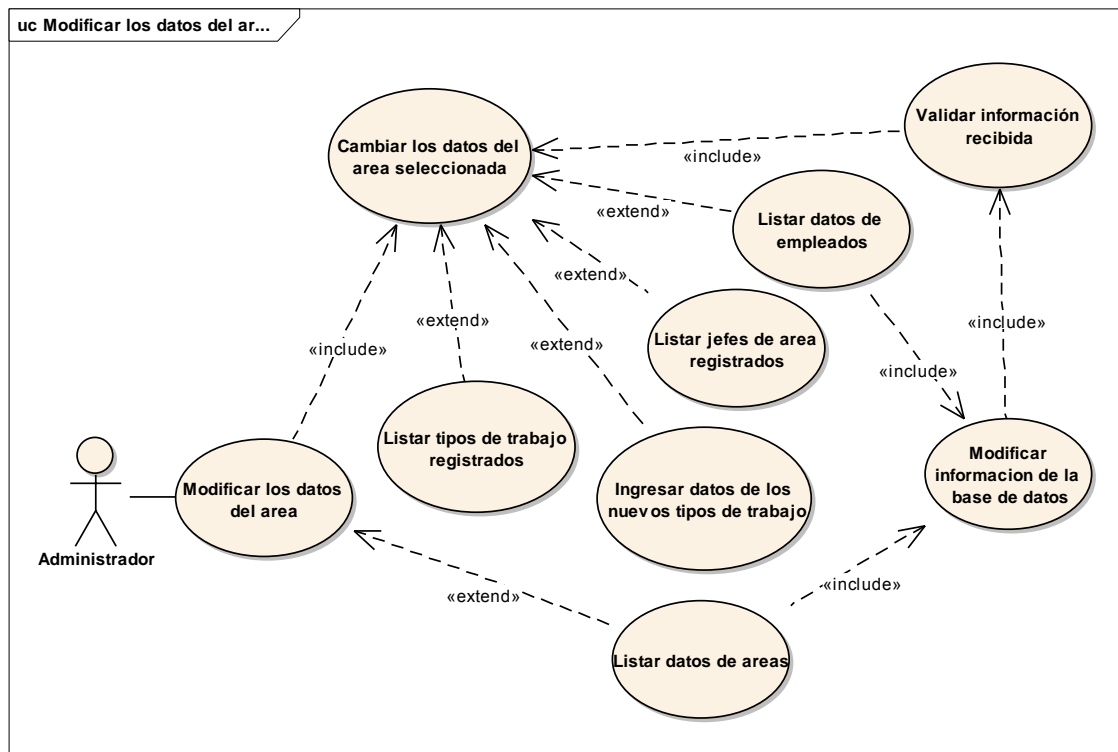 uc Modificar los datos del ar...
Cambiar los datos del
area seleccionada
Validar información
recibida
«include»
Listar datos de
empleados
«extend»
«extend»
«extend»
«include»
«extend»
Listar jefes de area
registrados
«include»
«include»
Listar tipos de trabajo
registrados
Ingresar datos de los
nuevos tipos de trabajo
Modificar
informacion de la
base de datos
Modificar los datos
del area
Administrador
«extend»
«include»
Listar datos de areas